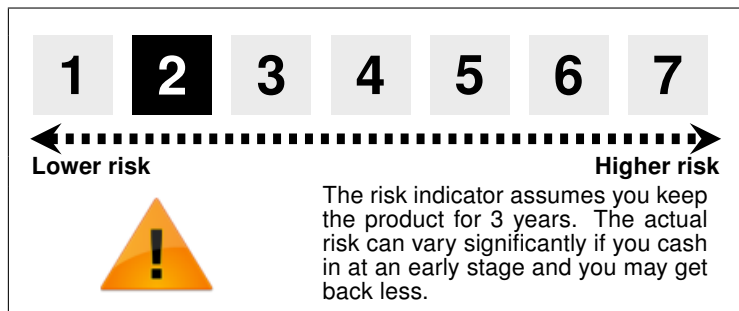 1 2 3 4 5 6 7
Lower risk Higher risk
The risk indicator assumes you keep
the product for 3 years. The actual
risk can vary significantly if you cash
in at an early stage and you may get
back less.